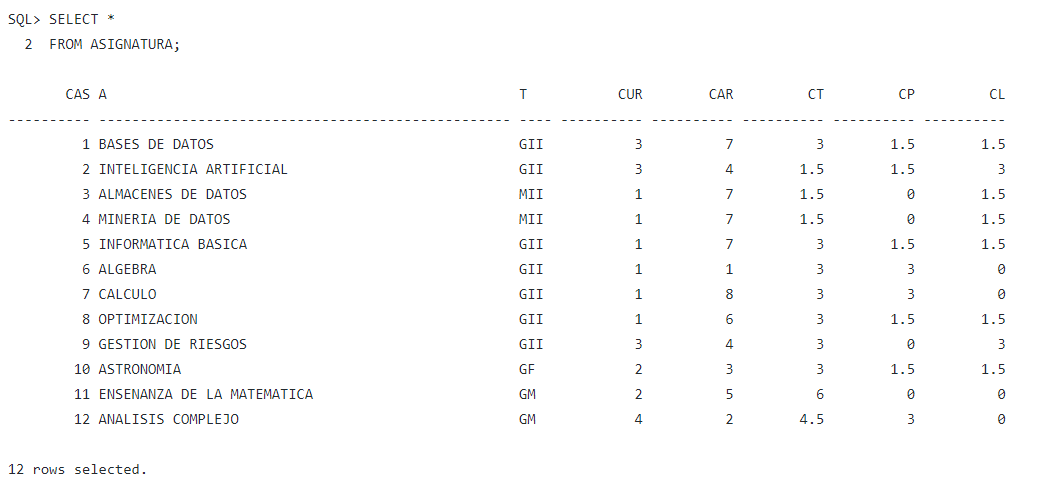 SQL> SELECT *
2 FROM ASIGNATURA;
CAS A T CUR CAR CT CP CL
---------- -------------------------------------------------- ---- ---------- ---------- ---------- ---------- ----------
1 BASES DE DATOS GII 3 7 3 1.5 1.5
2 INTELIGENCIA ARTIFICIAL GII 3 4 1.5 1.5 3
3 ALMACENES DE DATOS MII 1 7 1.5 0 1.5
4 MINERIA DE DATOS MII 1 7 1.5 0 1.5
5 INFORMATICA BASICA GII 1 7 3 1.5 1.5
6 ALGEBRA GII 1 1 3 3 0
7 CALCULO GII 1 8 3 3 0
8 OPTIMIZACION GII 1 6 3 1.5 1.5
9 GESTION DE RIESGOS GII 3 4 3 0 3
10 ASTRONOMIA GF 2 3 3 1.5 1.5
11 ENSENANZA DE LA MATEMATICA GM 2 5 6 0 0
12 ANALISIS COMPLEJO GM 4 2 4.5 3 0
12 rows selected.